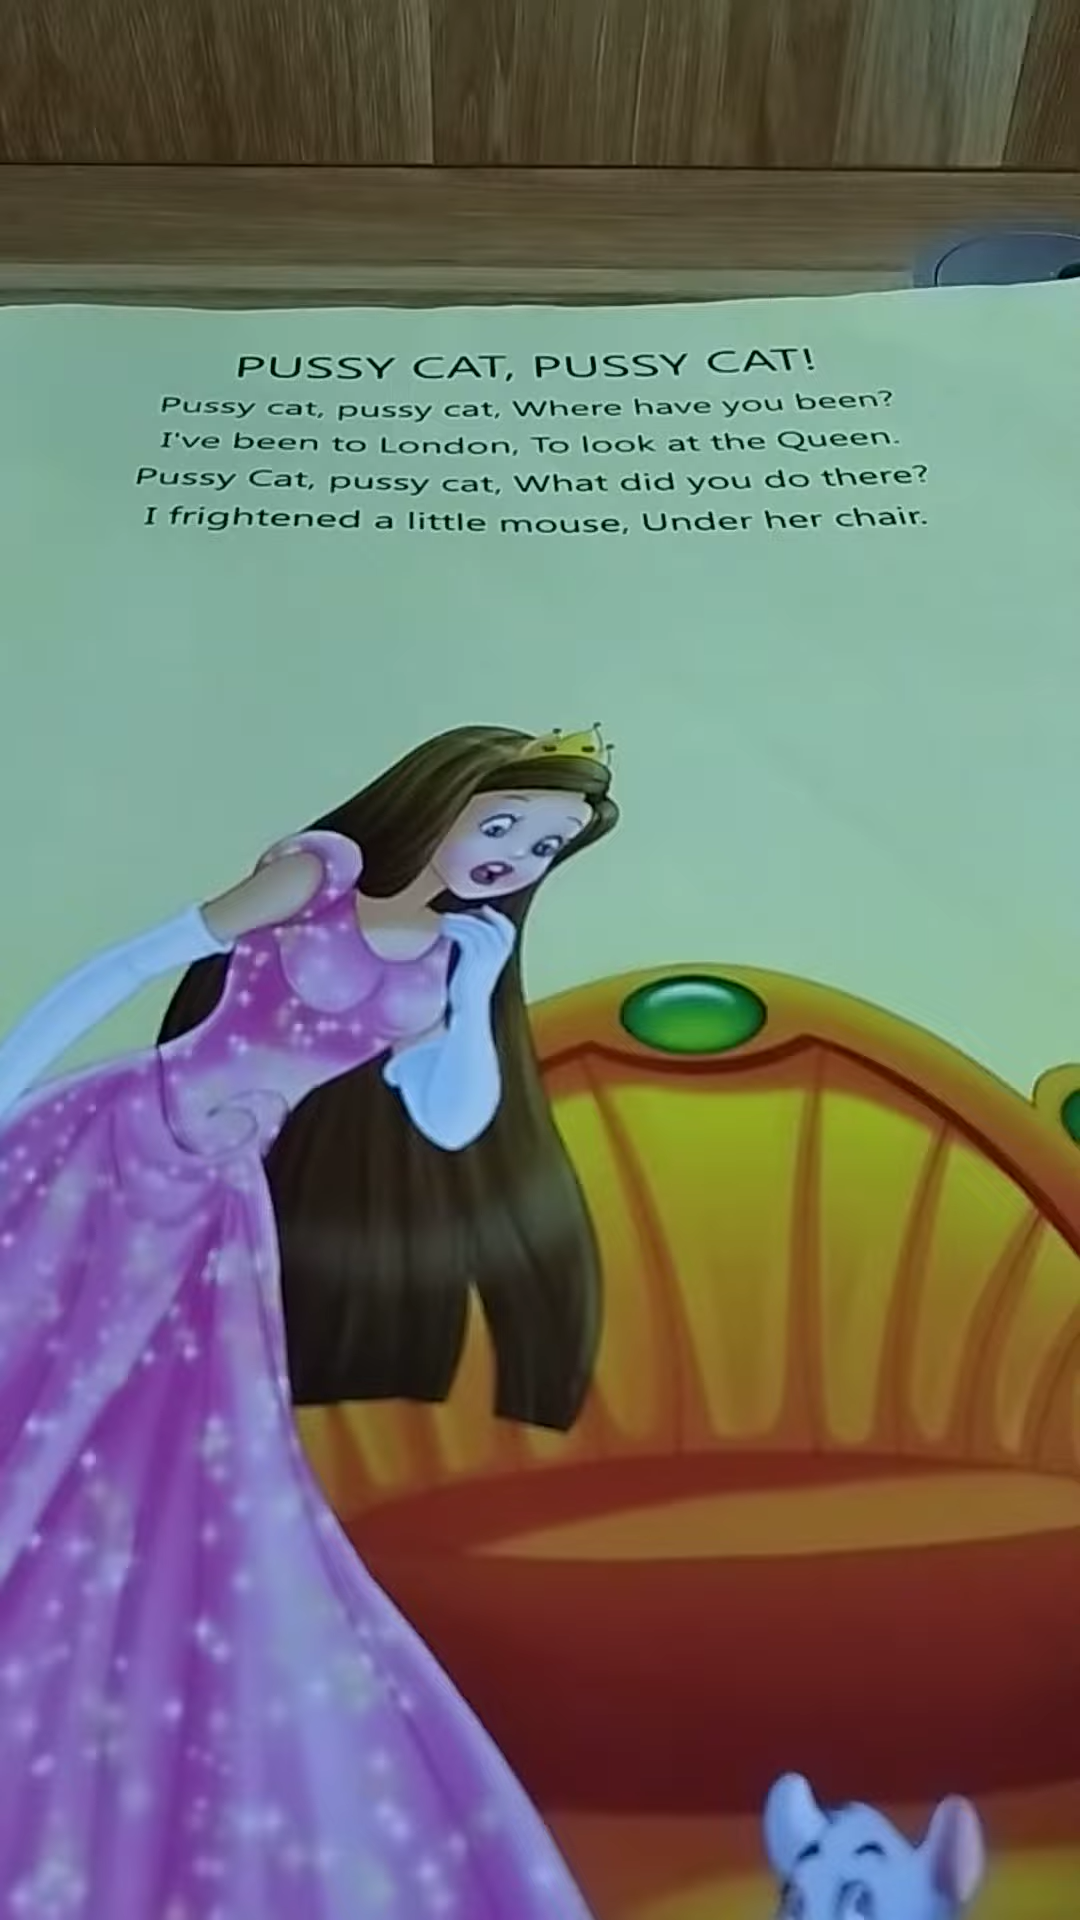 PUSSY CAT, PUSSY CAT!
Pussy cat, pussy cat, Where have you been?
I've been to London, To look at the Queen.
Pussy Cat, pussy cat, What did you do there?
I frightened a little mouse, Under her chair.